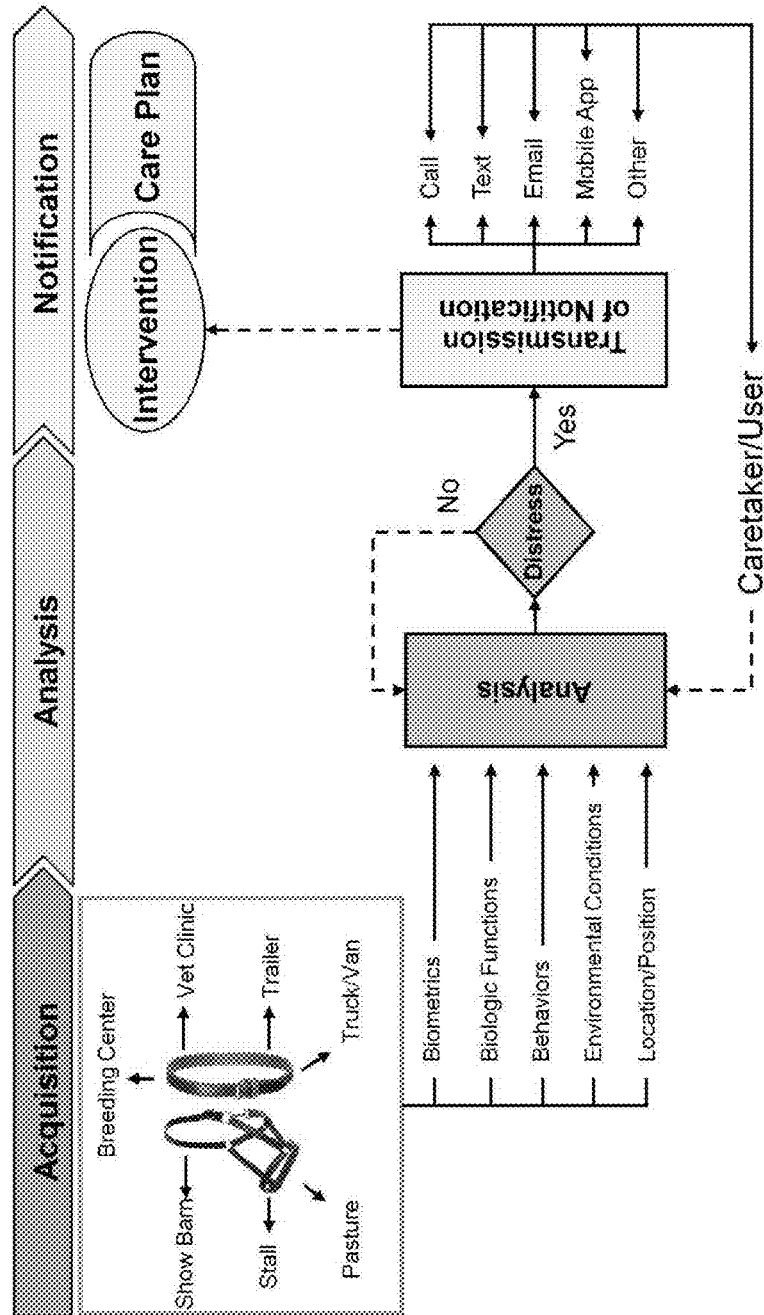 Acquisition
Analysis
Notification
Breeding Center
Show Barn
Vet Clinic
Stall
Trailer
Pasture
Truck/Van
Biometrics
Biologic Functions
Behaviors
Environmental Conditions
Location/Position
Analysis
Distress
No
Yes
Transmission
of Notification
Intervention
Care Plan
Call
Text
Email
Mobile App
Other
Caretaker/User